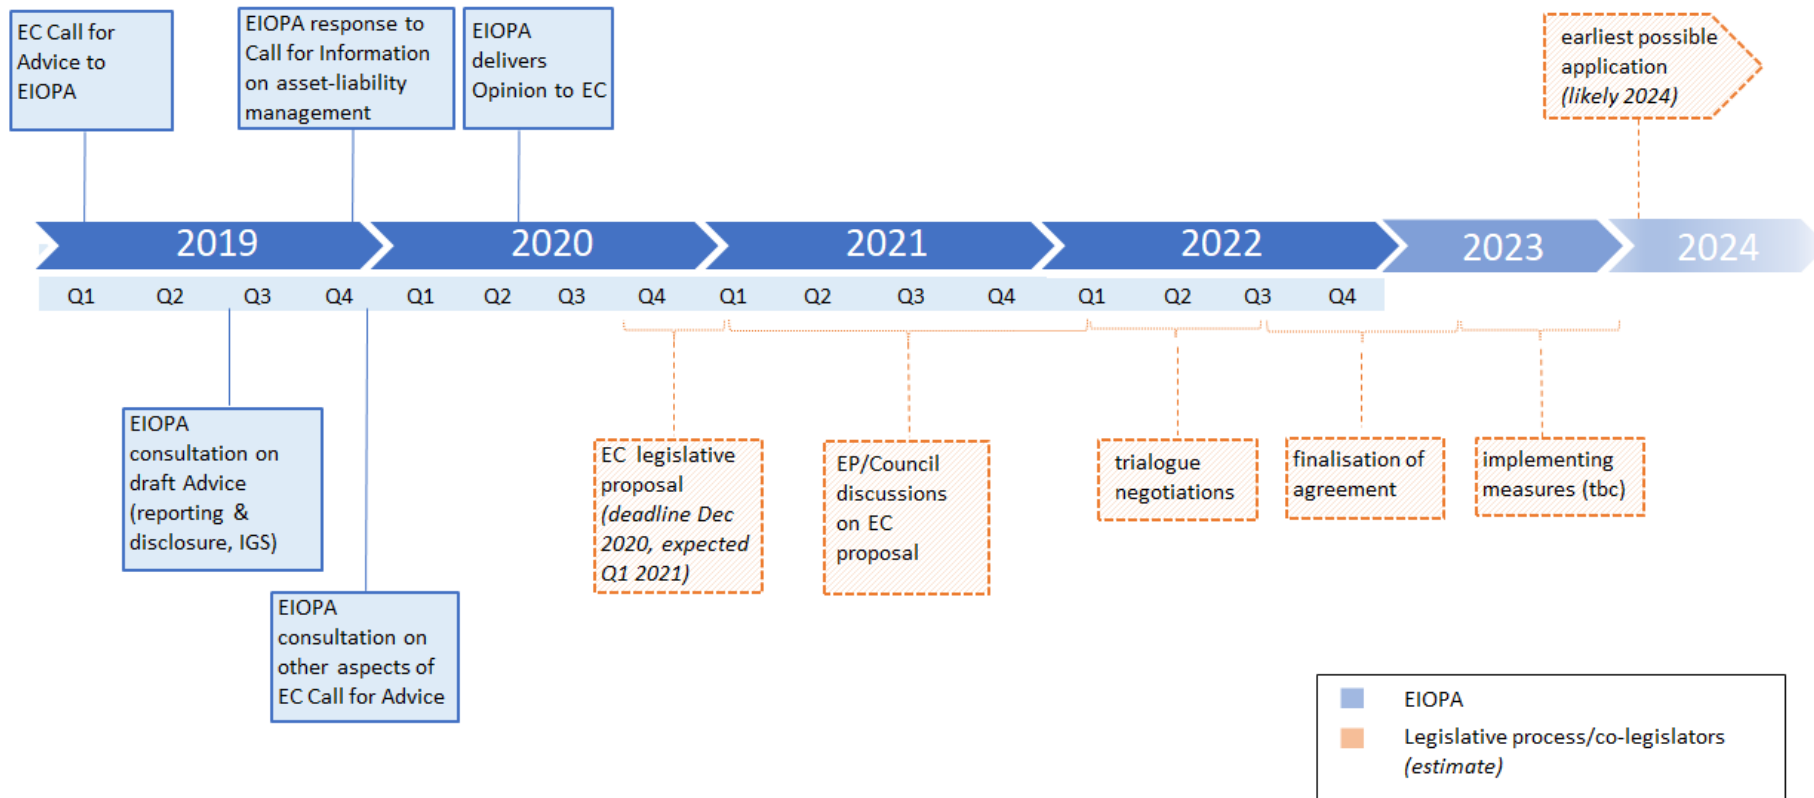 EC Call for
Advice to
EIOPA
EIOPA response to
Call for Information
on asset-liability
management
EIOPA
delivers
Opinion to EC
earliest possible
application
(likely 2024)
2019
2020
2021
2022
2023
2024
Q1
Q2
Q3
Q4
Q1
Q2
Q3
Q4
Q1
Q2
Q3
Q4
Q1
Q2
Q3
Q4
EIOPA
consultation on
draft Advice
(reporting &
disclosure, IGS)
EIOPA
consultation on
other aspects of
EC Call for Advice
EC legislative
proposal
(deadline Dec
2020, expected
Q1 2021)
EP/Council
discussions
on EC
proposal
trialogue
negotiations
finalisation of
agreement
implementing
measures (tbc)
EIOPA
Legislative process/co-legislators
(estimate)